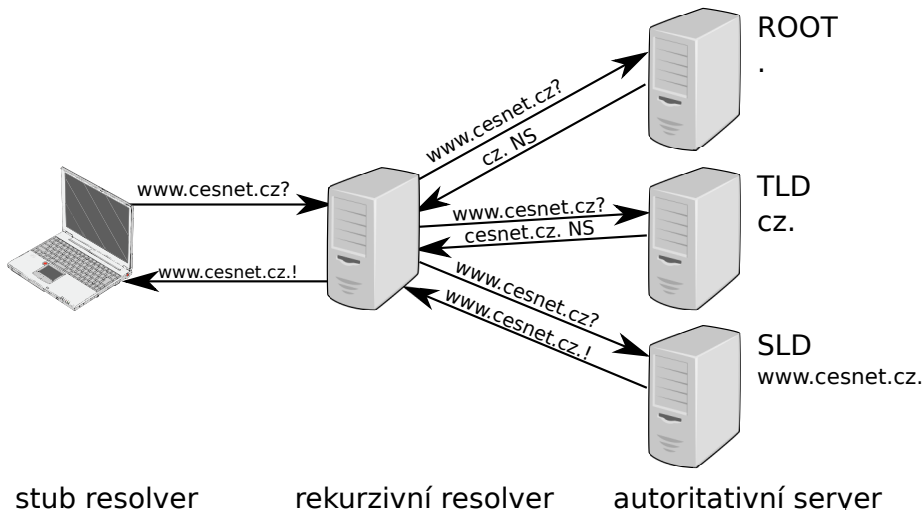 ROOT
.
www.cesnet.cz?
cz. NS
TLD
cz.
www.cesnet.cz?
www.cesnet.cz?
cesnet.cz. NS
www.cesnet.cz.!
www.cesnet.cz?
www.cesnet.cz.!
SLD
www.cesnet.cz.
stub resolver
rekurzivní resolver
autoritativní server